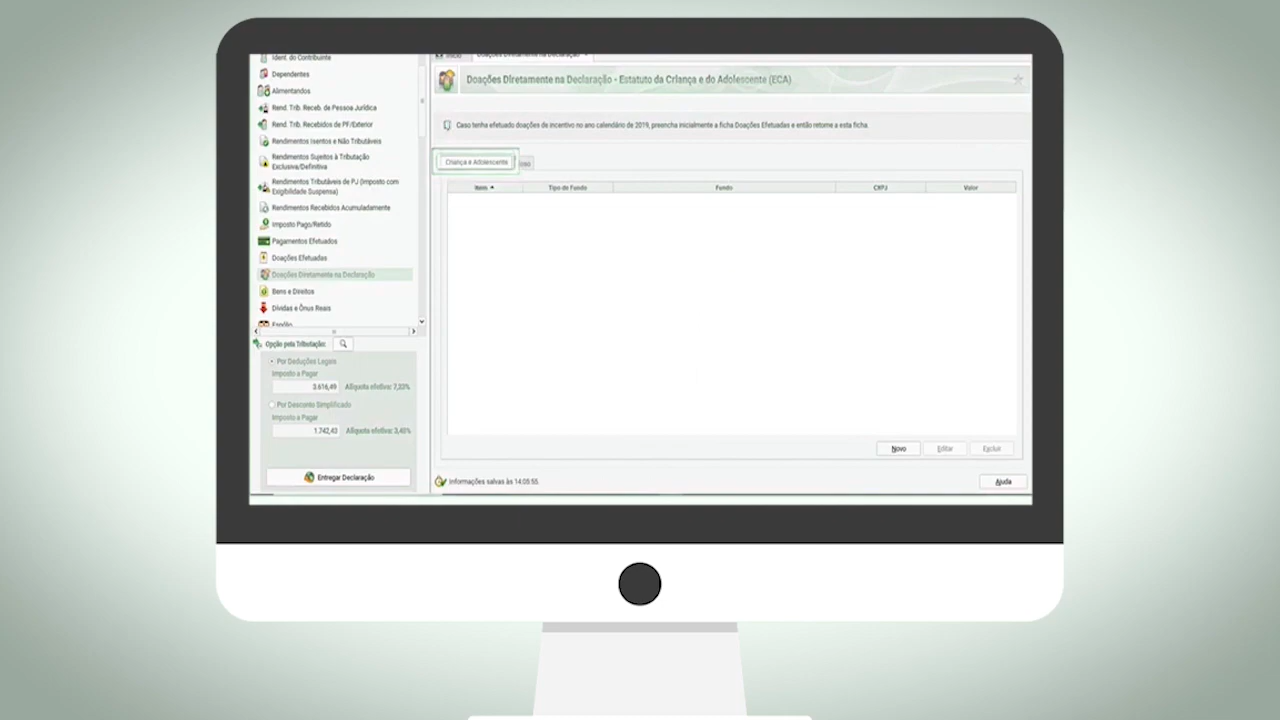 Ident. do Contribuinte
Dependentes
Alimentandos
Rend. Trib. Receb. de Pessoa Jurídica
Rend. Trib. Recebidos de PF/Exterior
Rendimentos Isentos e Não Tributáveis
Rendimentos Sujeitos à Tributação
Exclusiva/Definitiva
Rendimentos Tributáveis de PJ (Imposto com
Exigibilidade Suspensa)
Rendimentos Recebidos Acumuladamente
Imposto Pago/Retido
Pagamentos Efetuados
Doações Efetuadas
Doações Diretamente na Declaração
Bens e Direitos
Dívidas e Ônus Reais
Espólio
Opção pela Tributação:
Por Deduções Legais
Imposto a Pagar
3.616,49 Alíquota efetiva: 7,23%
Por Desconto Simplificado
Imposto a Pagar
1.742,43 Alíquota efetiva: 3,48%
Entregar Declaração
Início Doações Diretamente na Declaração
Doações Diretamente na Declaração - Estatuto da Criança e do Adolescente (ECA)
Caso tenha efetuado doações de incentivo no ano calendário de 2019, preencha inicialmente a ficha Doações Efetuadas e então retorne a esta ficha.
Criança e Adolescente
Item Tipo de Fundo Fundo CNPJ Valor
Novo Editar Excluir
Informações salvas às 14:05:55
Ajuda